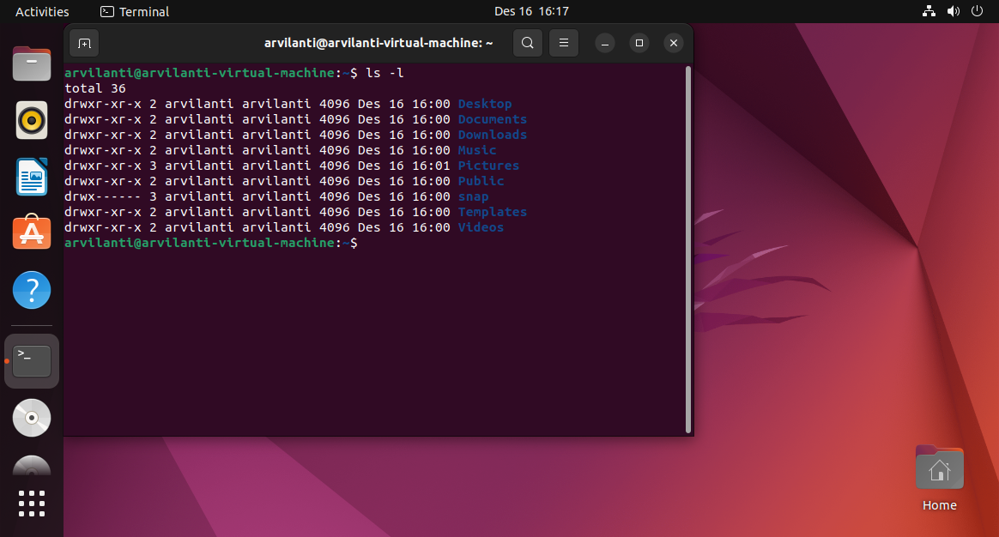 Activities Terminal Des 16 16:17
arvilanti@arvilanti-virtual-machine: ~
arvilanti@arvilanti-virtual-machine:~$ ls -l
total 36
drwxr-xr-x 2 arvilanti arvilanti 4096 Des 16 16:00 Desktop
drwxr-xr-x 2 arvilanti arvilanti 4096 Des 16 16:00 Documents
drwxr-xr-x 2 arvilanti arvilanti 4096 Des 16 16:00 Downloads
drwxr-xr-x 2 arvilanti arvilanti 4096 Des 16 16:00 Music
drwxr-xr-x 3 arvilanti arvilanti 4096 Des 16 16:01 Pictures
drwxr-xr-x 2 arvilanti arvilanti 4096 Des 16 16:00 Public
drwx------ 3 arvilanti arvilanti 4096 Des 16 16:00 snap
drwxr-xr-x 2 arvilanti arvilanti 4096 Des 16 16:00 Templates
drwxr-xr-x 2 arvilanti arvilanti 4096 Des 16 16:00 Videos
arvilanti@arvilanti-virtual-machine:~$
Home